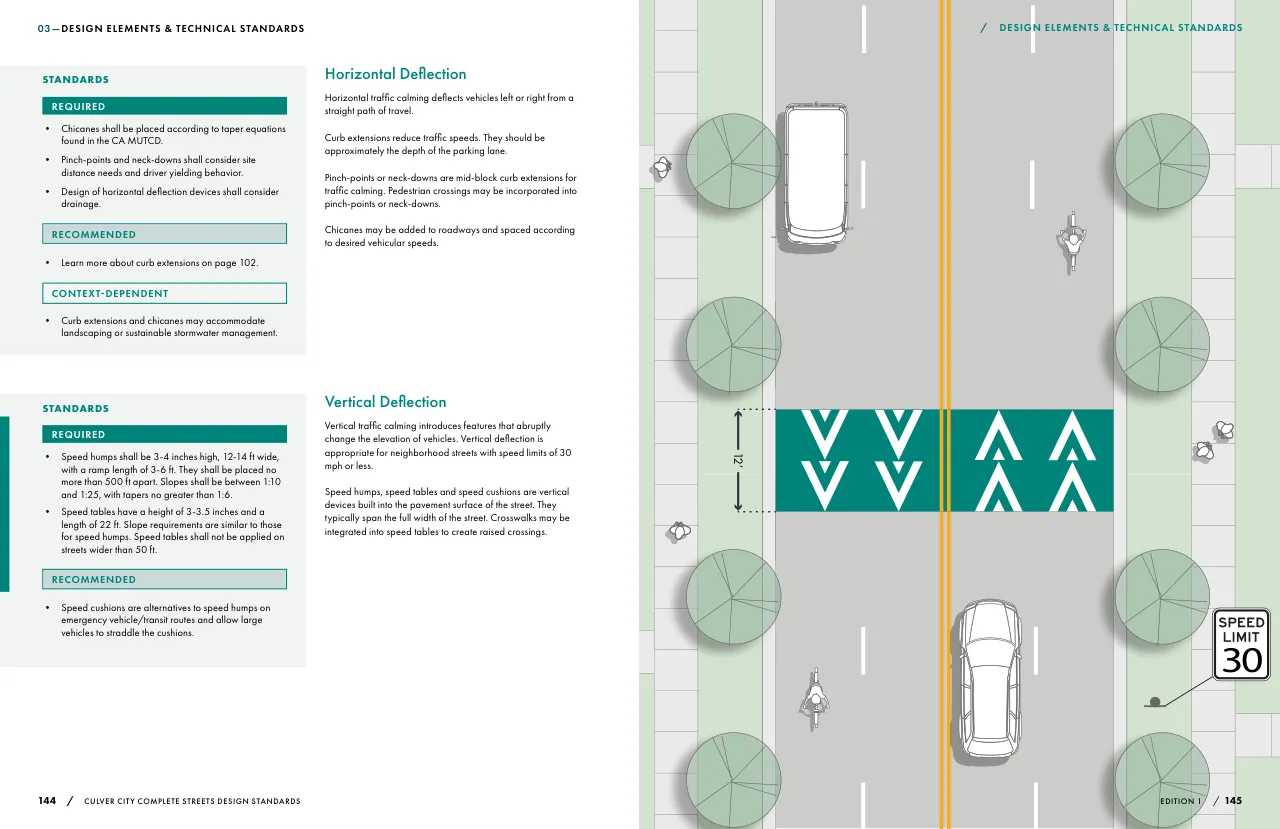 03—DESIGN ELEMENTS & TECHNICAL STANDARDS
STANDARDS
REQUIRED
• Chicanes shall be placed according to taper equations
found in the CA MUTCD.
• Pinch-points and neck-downs shall consider site
distance needs and driver yielding behavior.
• Design of horizontal deflection devices shall consider
drainage.
RECOMMENDED
• Learn more about curb extensions on page 102.
CONTEXT-DEPENDENT
• Curb extensions and chicanes may accommodate
landscaping or sustainable stormwater management.
Horizontal Deflection
Horizontal traffic calming deflects vehicles left or right from a
straight path of travel.
Curb extensions reduce traffic speeds. They should be
approximately the depth of the parking lane.
Pinch-points or neck-downs are mid-block curb extensions for
traffic calming. Pedestrian crossings may be incorporated into
pinch-points or neck-downs.
Chicanes may be added to roadways and spaced according
to desired vehicular speeds.
STANDARDS
REQUIRED
• Speed humps shall be 3-4 inches high, 12-14 ft wide,
with a ramp length of 3-6 ft. They shall be placed no
more than 500 ft apart. Slopes shall be between 1:10
and 1:25, with tapers no greater than 1:6.
• Speed tables have a height of 3-3.5 inches and a
length of 22 ft. Slope requirements are similar to those
for speed humps. Speed tables shall not be applied on
streets wider than 50 ft.
RECOMMENDED
• Speed cushions are alternatives to speed humps on
emergency vehicle/transit routes and allow large
vehicles to straddle the cushions.
Vertical Deflection
Vertical traffic calming introduces features that abruptly
change the elevation of vehicles. Vertical deflection is
appropriate for neighborhood streets with speed limits of 30
mph or less.
Speed humps, speed tables and speed cushions are vertical
devices built into the pavement surface of the street. They
typically span the full width of the street. Crosswalks may be
integrated into speed tables to create raised crossings.
144 / CULVER CITY COMPLETE STREETS DESIGN STANDARDS
/ DESIGN ELEMENTS & TECHNICAL STANDARDS
12'
SPEED
LIMIT
30
EDITION 1 / 145